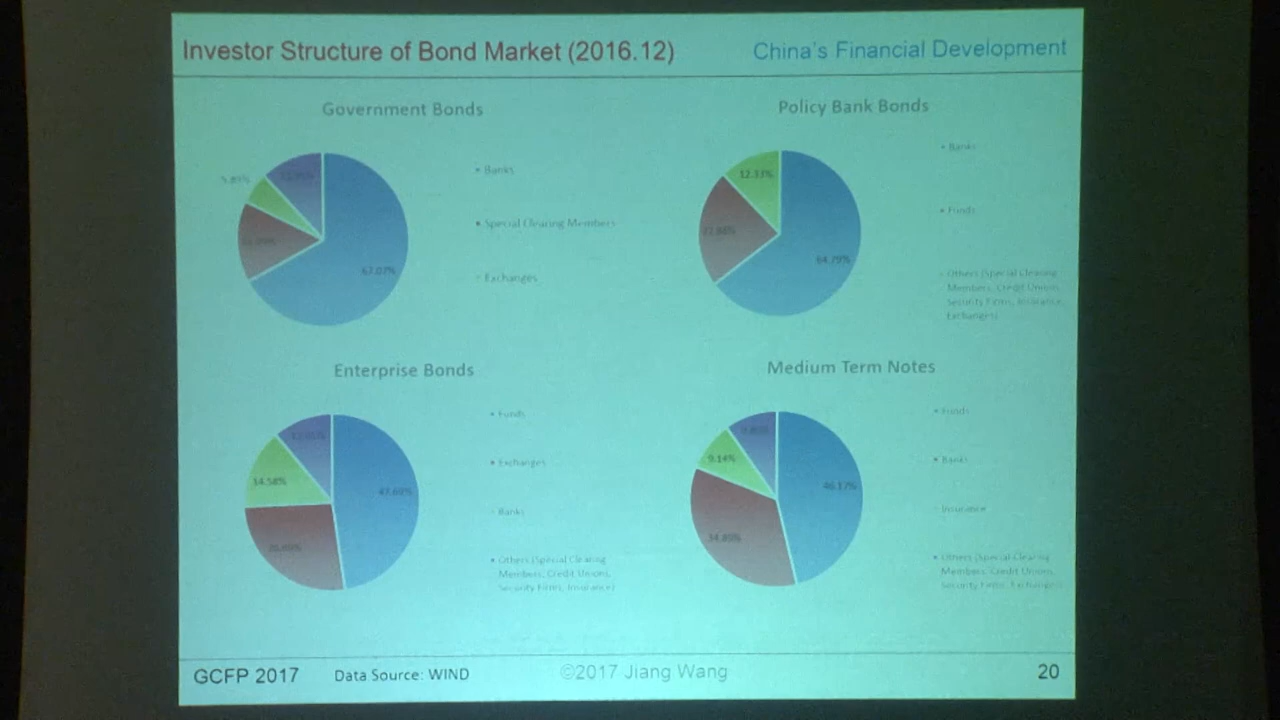 Investor Structure of Bond Market (2016.12)
China's Financial Development
Government Bonds
67.07%
• Banks
• Special Clearing Members
Exchanges
Policy Bank Bonds
12.33%
64.79%
• Banks
• Funds
Others (Special Clearing
Members, Credit Unions,
Security Firms, Insurance,
Exchanges)
Enterprise Bonds
14.58%
• Funds
• Exchanges
Banks
• Others (Special Clearing
Members, Credit Unions,
Security Firms, Insurance)
Medium Term Notes
9.14%
46.17%
• Funds
• Banks
Insurance
• Others (Special Clearing
Members, Credit Unions,
Security Firms, Exchanges)
GCFP 2017
Data Source: WIND
©2017 Jiang Wang
20